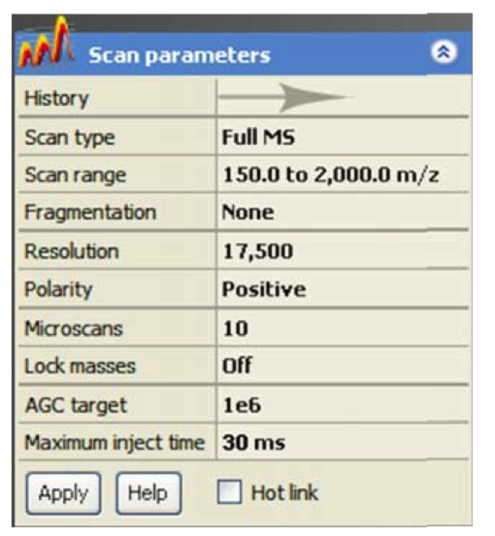 Scan parameters
History
Scan type Full MS
Scan range 150.0 to 2,000.0 m/z
Fragmentation None
Resolution 17,500
Polarity Positive
Microscans 10
Lock masses Off
AGC target 1e6
Maximum inject time 30 ms
Apply Help Hot link